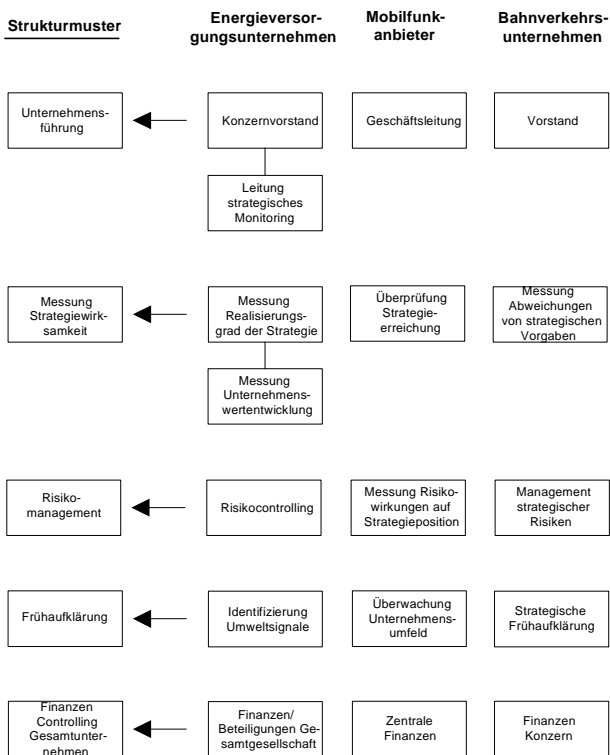 Strukturmuster
Energieversor-
gungsunternehmen
Mobilfunk-
anbieter
Bahnverkehrs-
unternehmen
Unternehmens-
führung
Konzernvorstand
Geschäftsleitung
Vorstand
Leitung
strategisches
Monitoring
Messung
Strategiewirk-
samkeit
Messung
Realisierungs-
grad der Strategie
Überprüfung
Strategie-
erreichung
Messung
Abweichungen
von strategischen
Vorgaben
Messung
Unternehmens-
wertentwicklung
Risiko-
management
Risikocontrolling
Messung Risiko-
wirkungen auf
Strategieposition
Management
strategischer
Risiken
Frühaufklärung
Identifizierung
Umweltsignale
Überwachung
Unternehmens-
umfeld
Strategische
Frühaufklärung
Finanzen
Controlling
Gesamtunter-
nehmen
Finanzen/
Beteiligungen Ge-
samtgesellschaft
Zentrale
Finanzen
Finanzen
Konzern